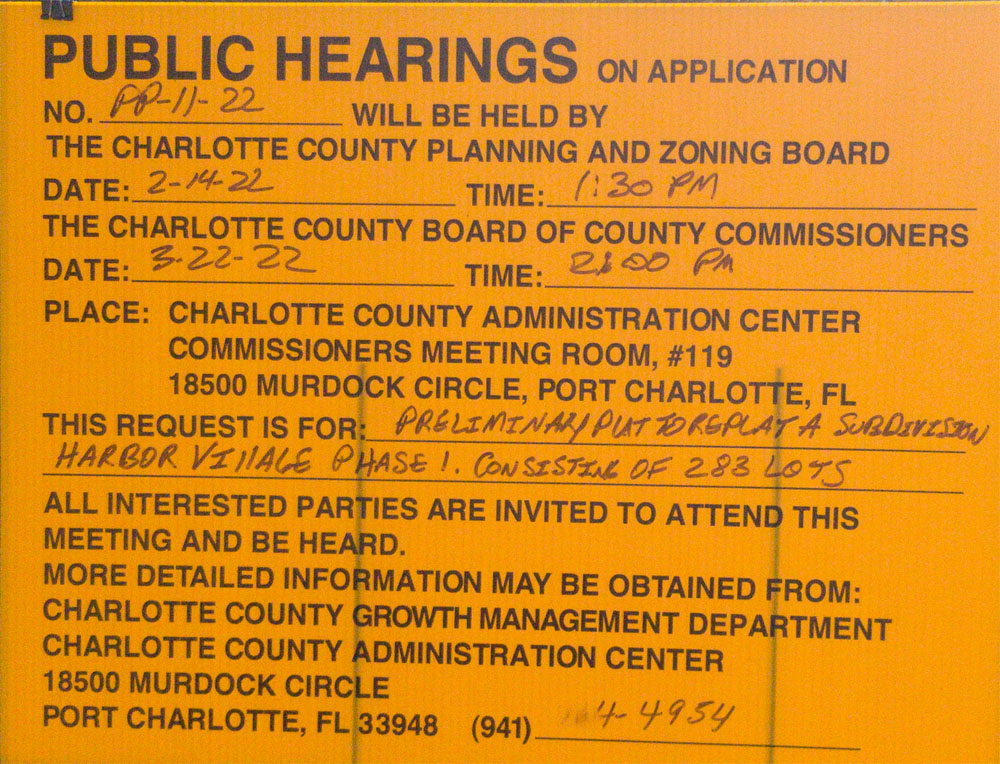 PUBLIC HEARINGS ON APPLICATION
NO. PP-11-22 WILL BE HELD BY
THE CHARLOTTE COUNTY PLANNING AND ZONING BOARD
DATE: 2-14-22 TIME: 1:30 PM
THE CHARLOTTE COUNTY BOARD OF COUNTY COMMISSIONERS
DATE: 3-22-22 TIME: 2:00 PM
PLACE: CHARLOTTE COUNTY ADMINISTRATION CENTER
COMMISSIONERS MEETING ROOM, #119
18500 MURDOCK CIRCLE, PORT CHARLOTTE, FL
THIS REQUEST IS FOR: PRELIMINARY PLAT TO REPLAT A SUBDIVISION
HARBOR VILLAGE PHASE 1. CONSISTING OF 283 LOTS
ALL INTERESTED PARTIES ARE INVITED TO ATTEND THIS
MEETING AND BE HEARD.
MORE DETAILED INFORMATION MAY BE OBTAINED FROM:
CHARLOTTE COUNTY GROWTH MANAGEMENT DEPARTMENT
CHARLOTTE COUNTY ADMINISTRATION CENTER
18500 MURDOCK CIRCLE
PORT CHARLOTTE, FL 33948 (941) 4-4954